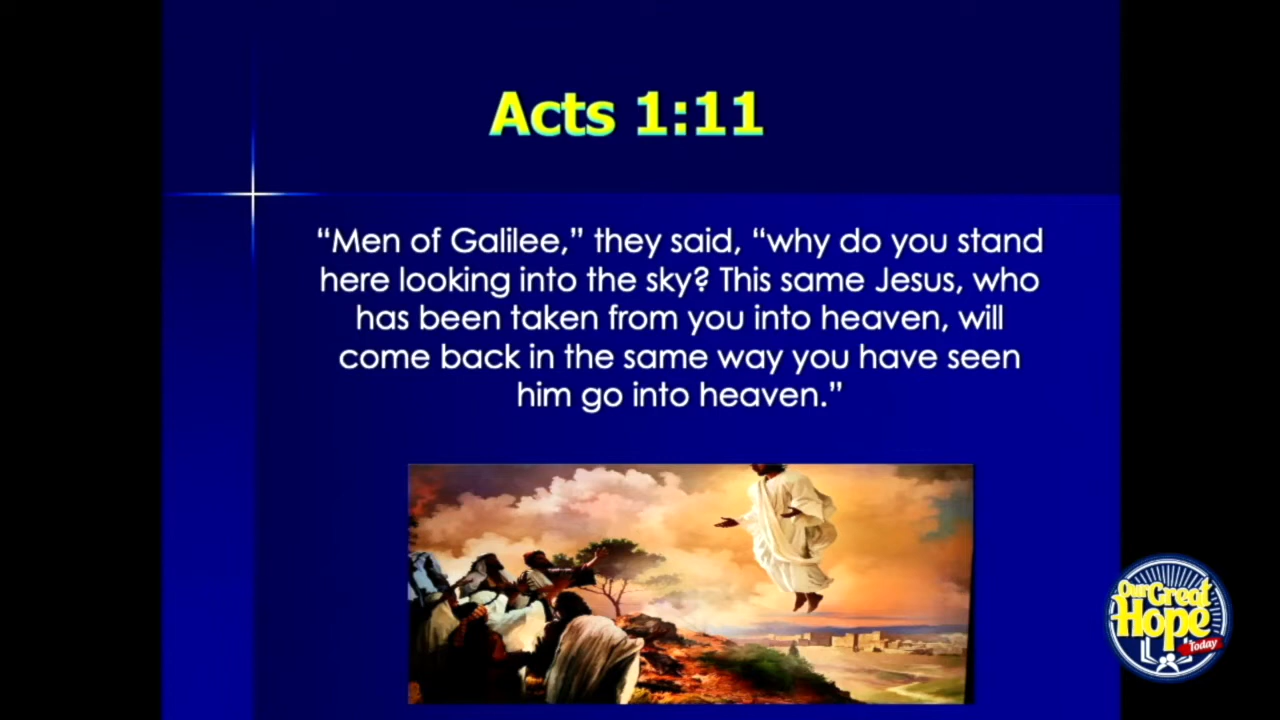 Acts 1:11
“Men of Galilee,” they said, “why do you stand
here looking into the sky? This same Jesus, who
has been taken from you into heaven, will
come back in the same way you have seen
him go into heaven.”
Our Great
Hope
Today